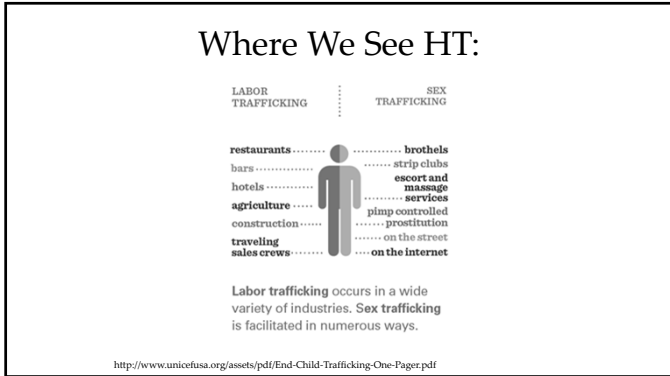 Where We See HT:
LABOR
TRAFFICKING
SEX
TRAFFICKING
restaurants
bars
hotels
agriculture
construction
traveling
sales crews
brothels
strip clubs
escort and
massage
services
pimp controlled
prostitution
on the street
on the internet
Labor trafficking occurs in a wide
variety of industries. Sex trafficking
is facilitated in numerous ways.
http://www.unicefusa.org/assets/pdf/End-Child-Trafficking-One-Pager.pdf